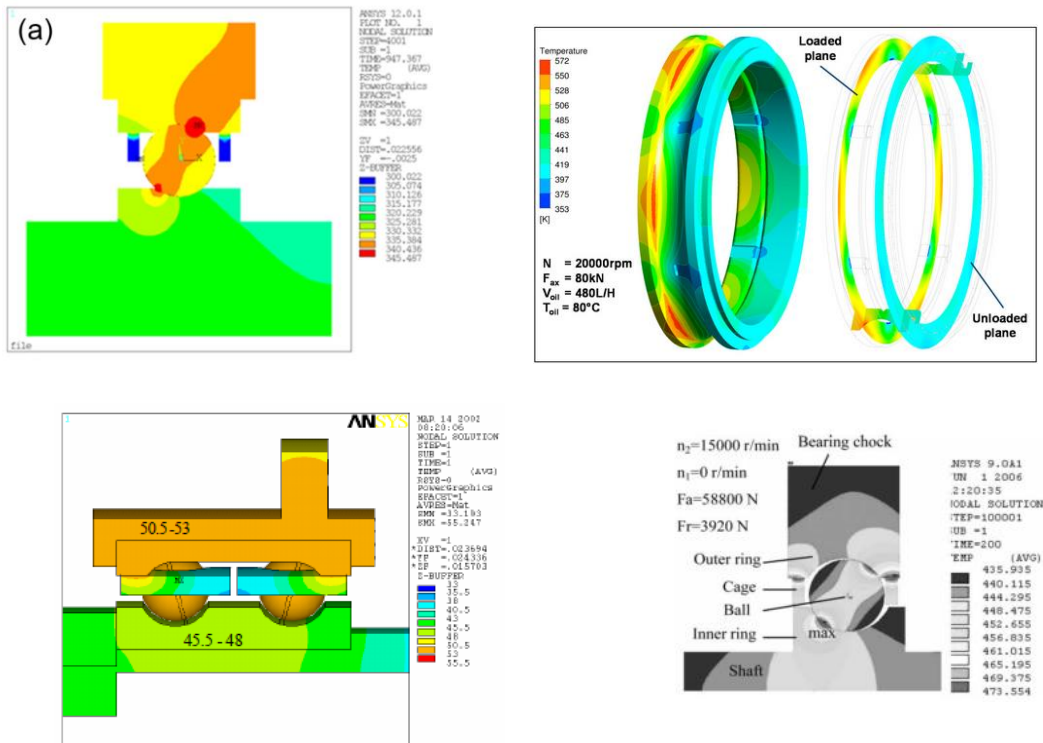 1
(a)
ANSYS 12.0.1
PLOT NO. 1
NODAL SOLUTION
STEP=4001
SUB =1
TIME=947.367
TEMP (AVG)
RSYS=0
PowerGraphics
EFACET=1
AVRES=Mat
SMN =300.022
SMX =345.487
ZV =1
DIST=.022556
YF =-.0025
Z-BUFFER
300.022
305.074
310.126
315.177
320.229
325.281
330.332
335.384
340.436
345.487
X
file
Temperature
572
550
528
506
485
463
441
419
397
375
353
[K]
N = 20000rpm
Fax = 80kN
Voil = 480L/H
Toil = 80°C
Loaded
plane
Unloaded
plane
1
ANSYS
MAR 14 2002
08:20:06
NODAL SOLUTION
STEP=1
SUB =1
TIME=1
TEMP (AVG)
RSYS=0
PowerGraphics
EFACET=1
AVRES=Mat
SMN =33.193
SMX =55.247
XV =1
*DIST=.023694
*YF =.024336
*ZF =.015703
Z-BUFFER
33
35.5
38
40.5
43
45.5
48
50.5
53
55.5
50.5-53
MX
45.5-48
n2=15000 r/min
n1=0 r/min
Fa=58800 N
Fr=3920 N
Bearing chock
Outer ring
Cage
Ball
Inner ring
max
Shaft
NSYS 9.0A1
UN 1 2006
2:20:35
NODAL SOLUTION
STEP=100001
SUB =1
TIME=200
TEMP (AVG)
435.935
440.115
444.295
448.475
452.655
456.835
461.015
465.195
469.375
473.554